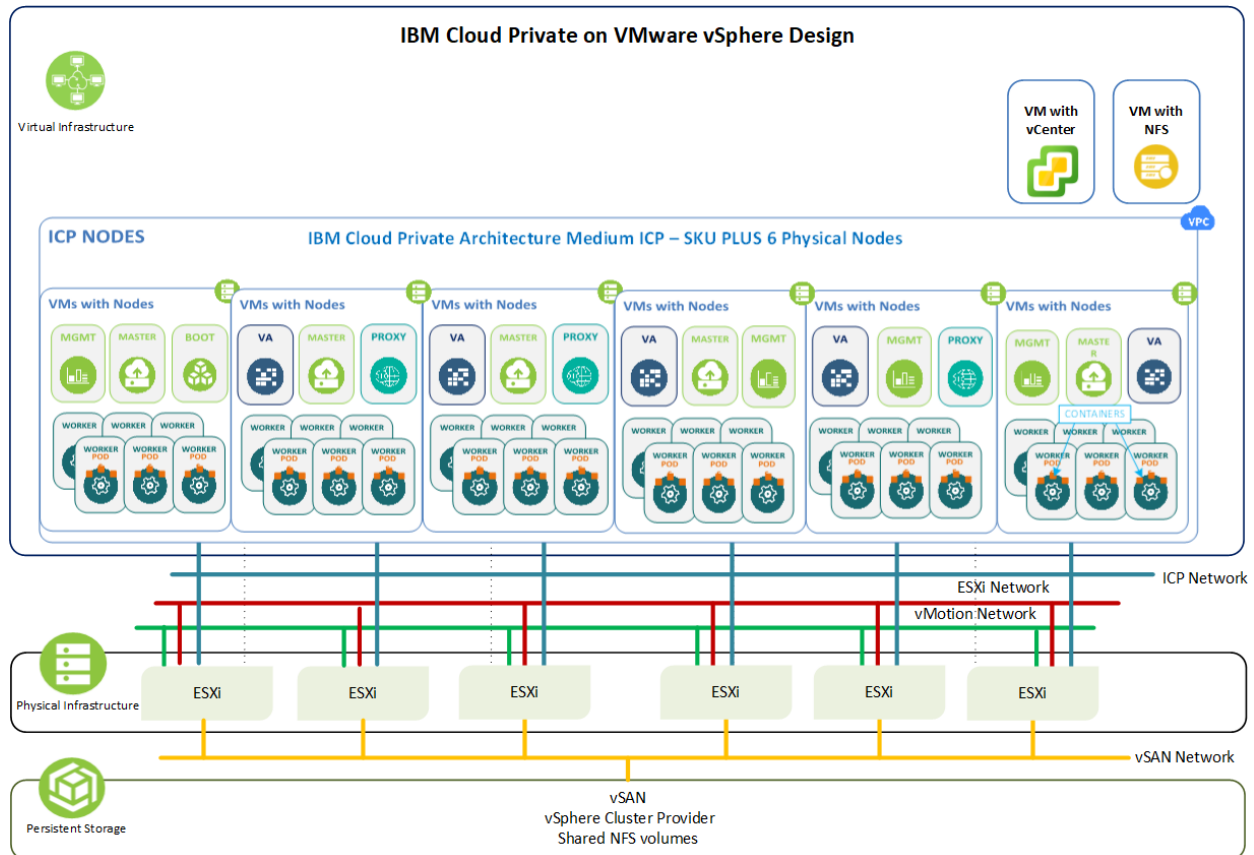 IBM Cloud Private on VMware vSphere Design
Virtual Infrastructure
VM with
vCenter
VM with
NFS
VPC
ICP NODES
IBM Cloud Private Architecture Medium ICP – SKU PLUS 6 Physical Nodes
VMs with Nodes
MGMT
MASTER
BOOT
WORKER
WORKER
WORKER
WORKER
POD
WORKER
POD
WORKER
POD
VMs with Nodes
VA
MASTER
PROXY
WORKER
WORKER
WORKER
WORKER
POD
WORKER
POD
WORKER
POD
VMs with Nodes
VA
MASTER
PROXY
WORKER
WORKER
WORKER
WORKER
POD
WORKER
POD
WORKER
POD
VMs with Nodes
VA
MASTER
MGMT
WORKER
WORKER
WORKER
WORKER
POD
WORKER
POD
WORKER
POD
VMs with Nodes
VA
MGMT
PROXY
WORKER
WORKER
WORKER
WORKER
POD
WORKER
POD
WORKER
POD
VMs with Nodes
MGMT
MASTE
R
VA
CONTAINERS
WORKER
WORKER
WORKER
WORKER
POD
WORKER
POD
WORKER
POD
ICP Network
ESXi Network
vMotion Network
Physical Infrastructure
ESXi
ESXi
ESXi
ESXi
ESXi
ESXi
vSAN Network
Persistent Storage
vSAN
vSphere Cluster Provider
Shared NFS volumes